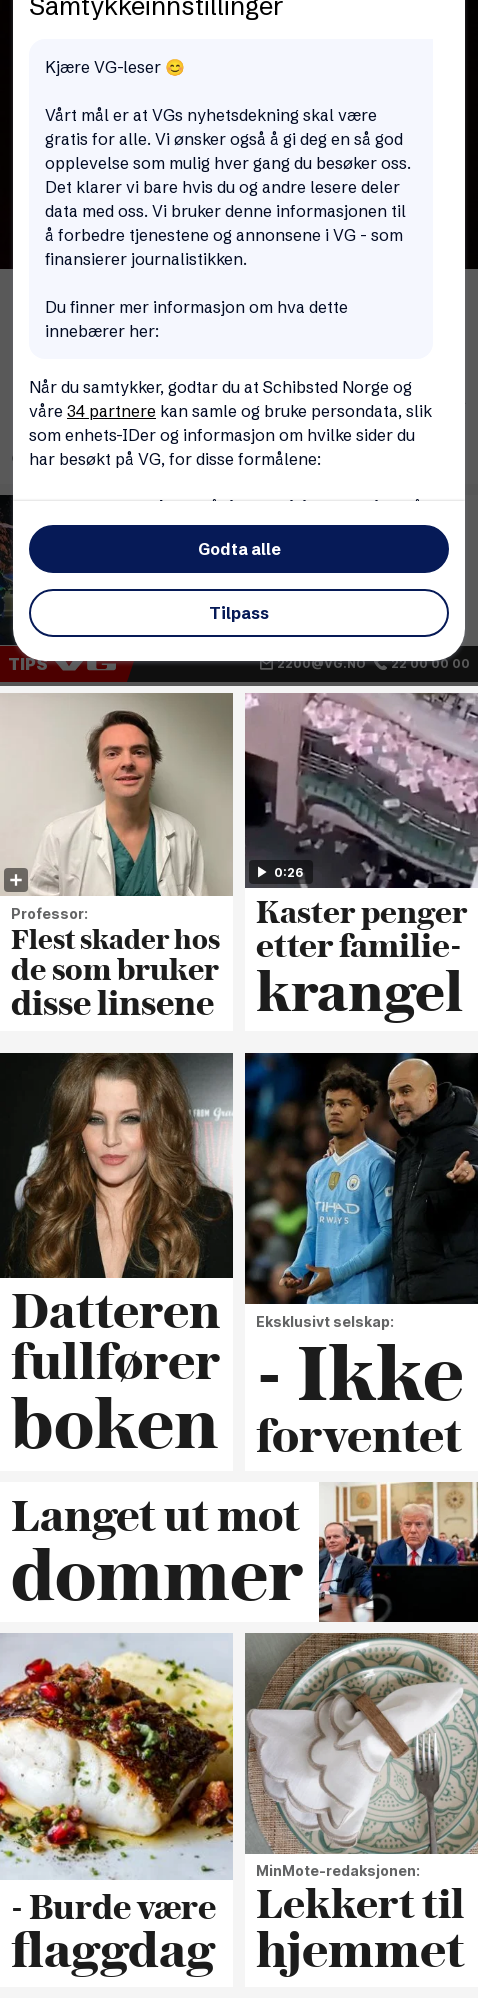 Samtykkeinnstillinger
Kjære VG-leser 😊
Vårt mål er at VGs nyhetsdekning skal være
gratis for alle. Vi ønsker også å gi deg en så god
opplevelse som mulig hver gang du besøker oss.
Det klarer vi bare hvis du og andre lesere deler
data med oss. Vi bruker denne informasjonen til
å forbedre tjenestene og annonsene i VG - som
finansierer journalistikken.
Du finner mer informasjon om hva dette
innebærer her:
Når du samtykker, godtar du at Schibsted Norge og
våre 34 partnere kan samle og bruke persondata, slik
som enhets-IDer og informasjon om hvilke sider du
har besøkt på VG, for disse formålene:
Godta alle
Tilpass
TIPS VG 2200@VG.NO 22 00 00 00
0:26
Professor:
Flest skader hos
de som bruker
disse linsene
Kaster penger
etter familie-
krangel
Datteren
fullfører
boken
ETIHAD
AIRWAYS
Eksklusivt selskap:
- Ikke
forventet
Langet ut mot
dommer
- Burde være
flaggdag
MinMote-redaksjonen:
Lekkert til
hjemmet